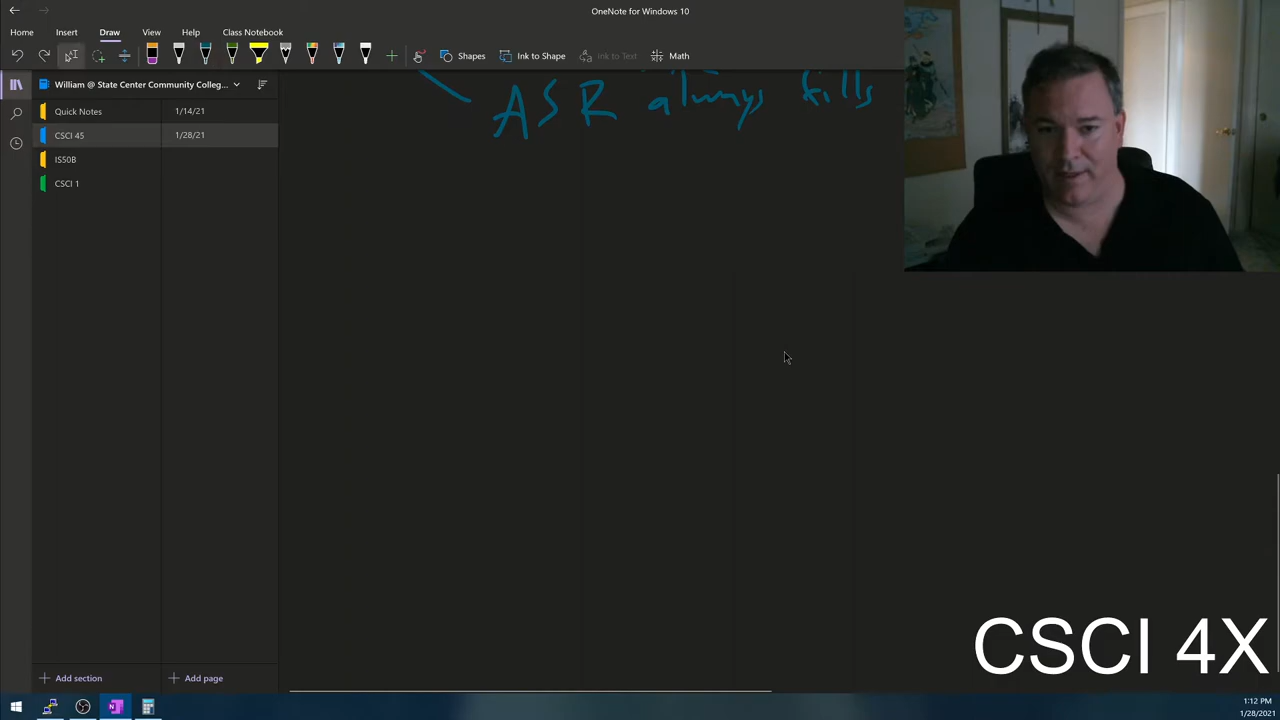 OneNote for Windows 10
Home Insert Draw View Help Class Notebook
Shapes Ink to Shape Ink to Text Math
William @ State Center Community Colleg...
Quick Notes 1/14/21
CSCI 45 1/28/21
IS50B
CSCI 1
ASR always fills
Add section Add page
CSCI 4X
1:12 PM
1/28/2021